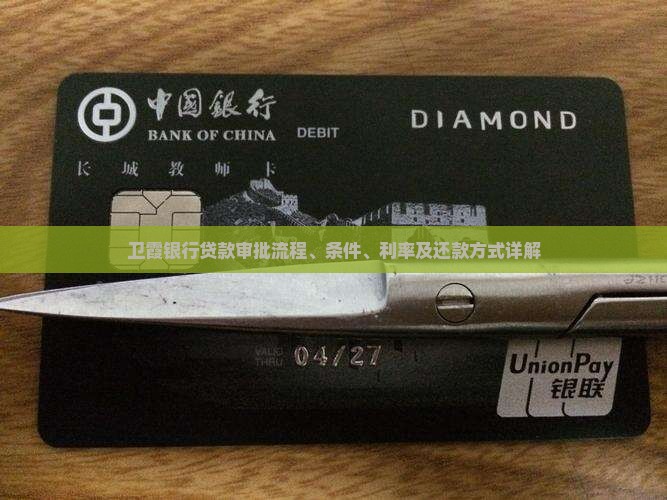 中國銀行
BANK OF CHINA
DEBIT
DIAMOND
长城教师卡
卫霞银行贷款审批流程、条件、利率及还款方式详解
VALID
THRU
04/27
UnionPay
银联